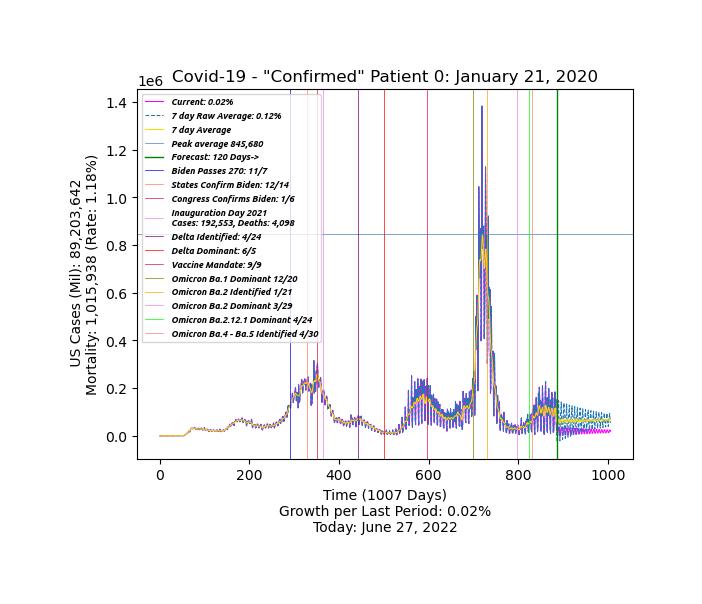 Covid-19 - "Confirmed" Patient 0: January 21, 2020
1e6
1.4
1.2
1.0
0.8
0.6
0.4
0.2
0.0
US Cases (Mil): 89,203,642
Mortality: 1,015,938 (Rate: 1.18%)
Current: 0.02%
7 day Raw Average: 0.12%
7 day Average
Peak average 845,680
Forecast: 120 Days->
Biden Passes 270: 11/7
States Confirm Biden: 12/14
Congress Confirms Biden: 1/6
Inauguration Day 2021
Cases: 192,553, Deaths: 4,098
Delta Identified: 4/24
Delta Dominant: 6/5
Vaccine Mandate: 9/9
Omicron Ba.1 Dominant 12/20
Omicron Ba.2 Identified 1/21
Omicron Ba.2 Dominant 3/29
Omicron Ba.2.12.1 Dominant 4/24
Omicron Ba.4 - Ba.5 Identified 4/30
0 200 400 600 800 1000
Time (1007 Days)
Growth per Last Period: 0.02%
Today: June 27, 2022